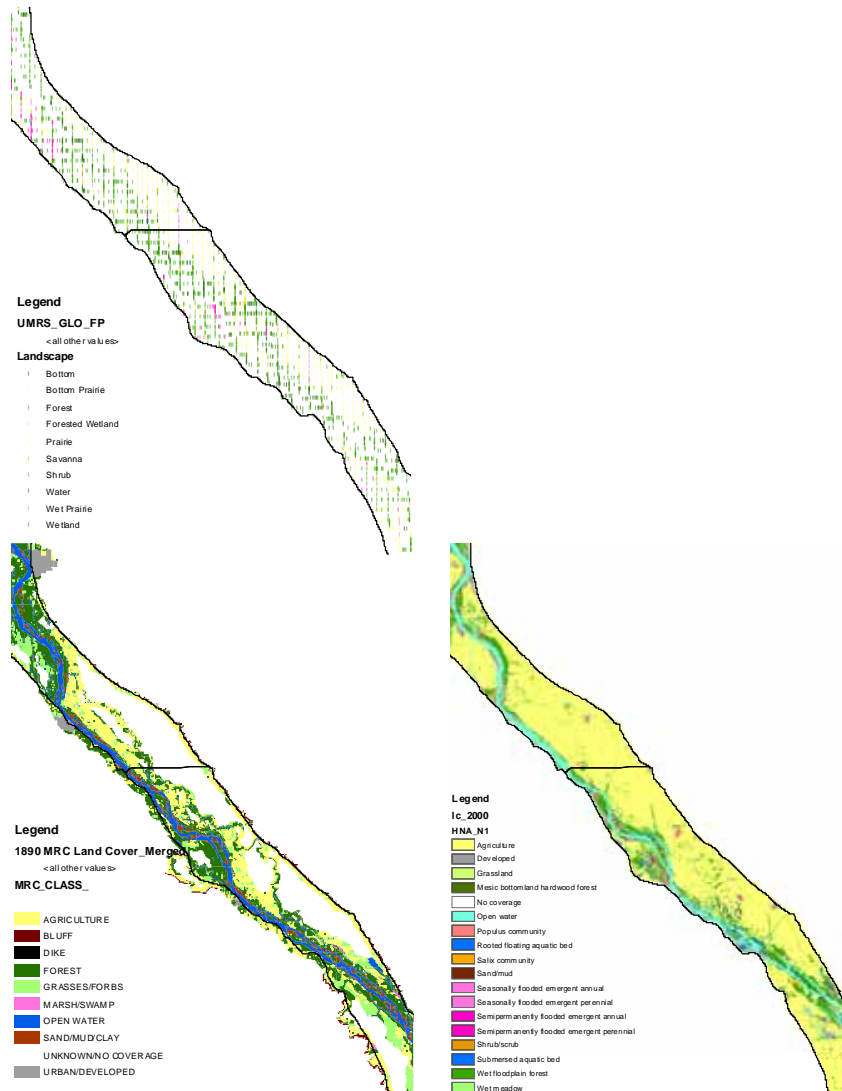 Legend
UMRS_GLO_FP
<all other values>
Landscape
Bottom
Bottom Prairie
Forest
Forested Wetland
Prairie
Savanna
Shrub
Water
Wet Prairie
Wetland
Legend
1890 MRC Land Cover_Merged
<all other values>
MRC_CLASS_
AGRICULTURE
BLUFF
DIKE
FOREST
GRASSES/FORBS
MARSH/SWAMP
OPEN WATER
SAND/MUD/CLAY
UNKNOWN/NO COVERAGE
URBAN/DEVELOPED
Legend
lc_2000
HNA_N1
Agriculture
Developed
Grassland
Mesic bottomland hardwood forest
No coverage
Open water
Populus community
Rooted floating aquatic bed
Salix community
Sand/mud
Seasonally flooded emergent annual
Seasonally flooded emergent perennial
Semipermanently flooded emergent annual
Semipermanently flooded emergent perennial
Shrub/scrub
Submersed aquatic bed
Wet floodplain forest
Wet meadow